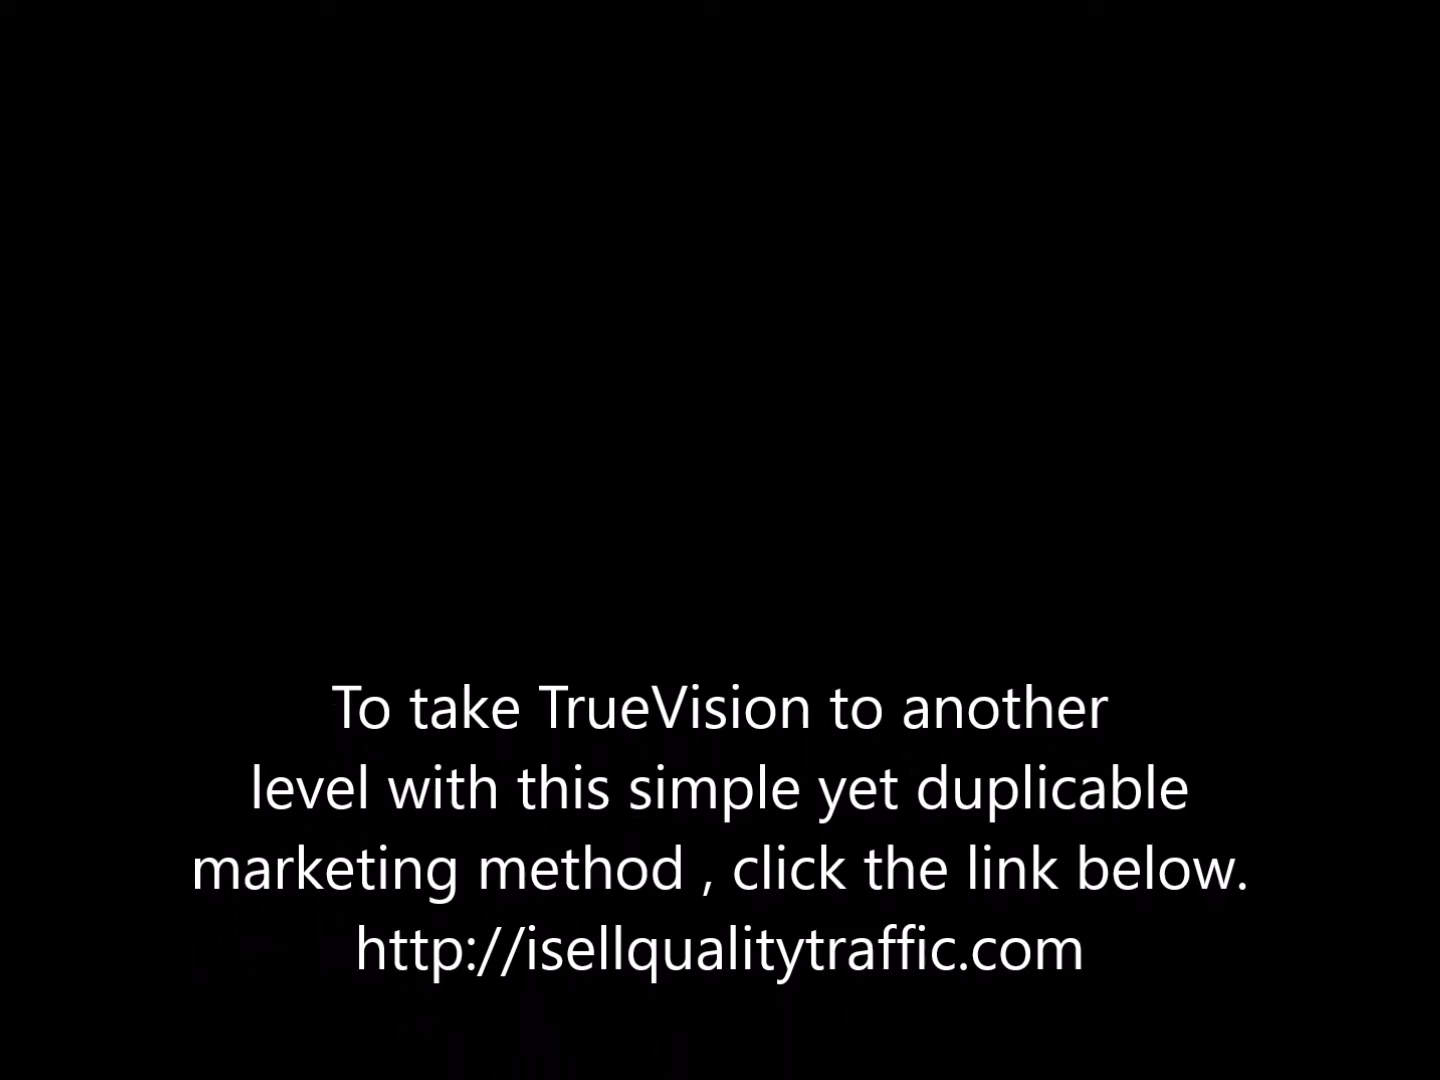 To take TrueVision to another
level with this simple yet duplicable
marketing method , click the link below.
http://isellqualitytraffic.com